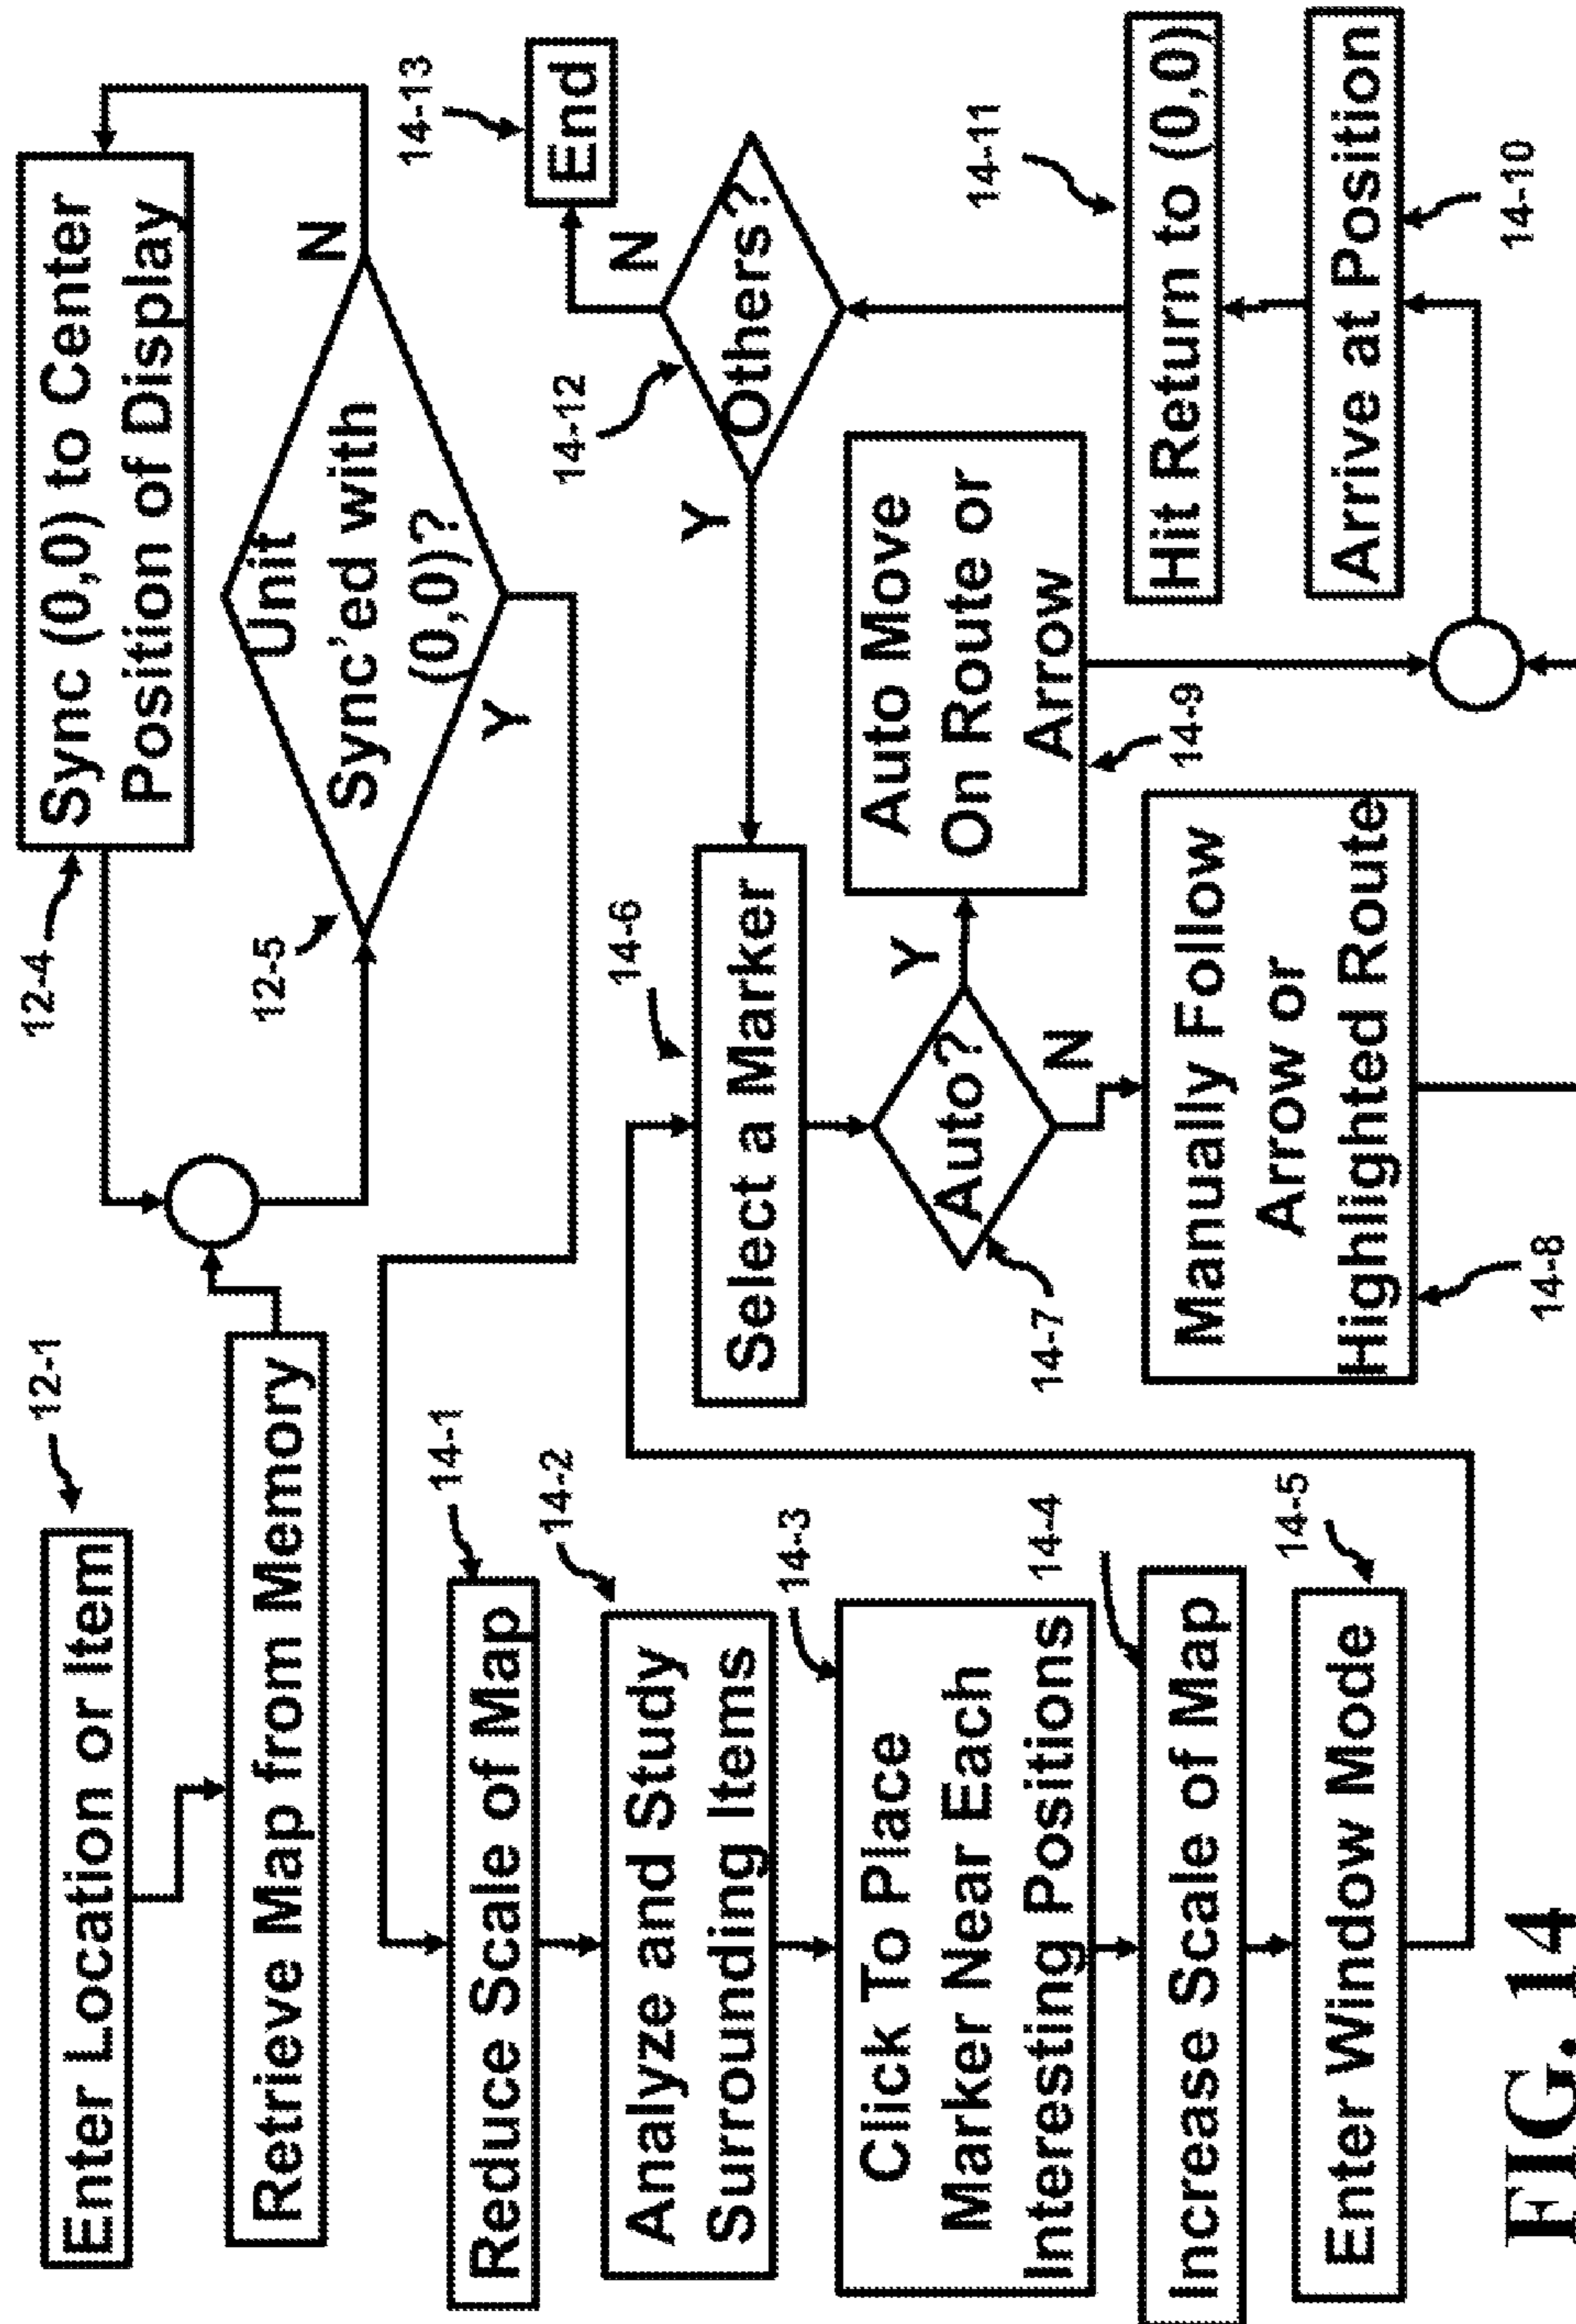 Enter Location or Item
12-1
Retrieve Map from Memory
12-4
Sync (0,0) to Center
Position of Display
12-5
Unit
Sync'ed with
(0,0)?
N
Y
Reduce Scale of Map
14-1
Analyze and Study
Surrounding Items
14-2
Click To Place
Marker Near Each
Interesting Positions
14-3
Increase Scale of Map
14-4
Enter Window Mode
14-5
Select a Marker
14-6
Auto?
14-7
Y
N
Manually Follow
Arrow or
Highlighted Route
14-8
Auto Move
On Route or
Arrow
14-9
Arrive at Position
14-10
Hit Return to (0,0)
14-11
Others?
14-12
Y
N
End
14-13
FIG. 14